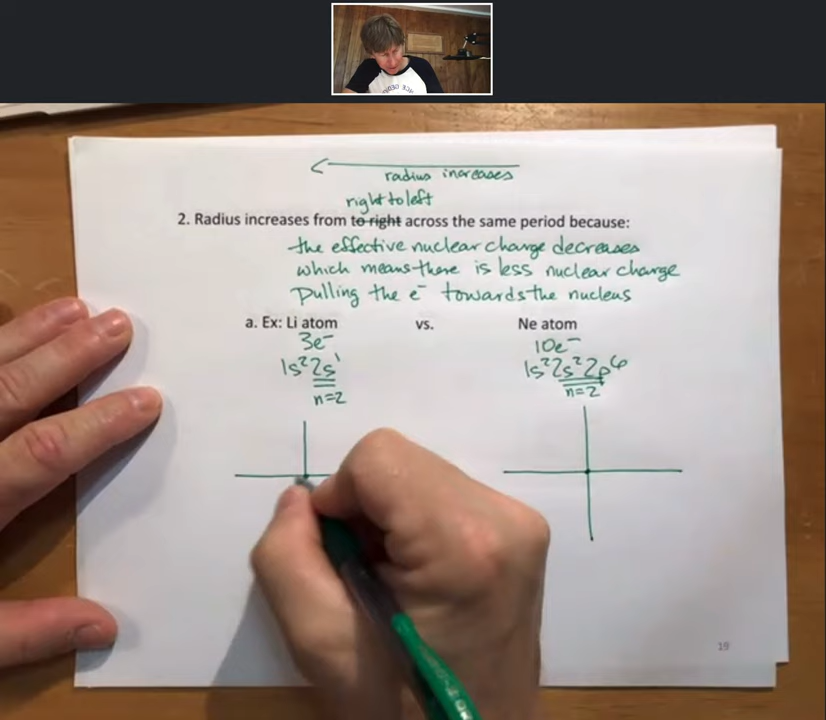 radius increases
right to left
2. Radius increases from to right across the same period because:
the effective nuclear charge decreases
which means there is less nuclear charge
pulling the e⁻ towards the nucleus
a. Ex: Li atom vs. Ne atom
3e⁻ 10e⁻
1s²2s¹ 1s²2s²2p⁶
n=2 n=2
19